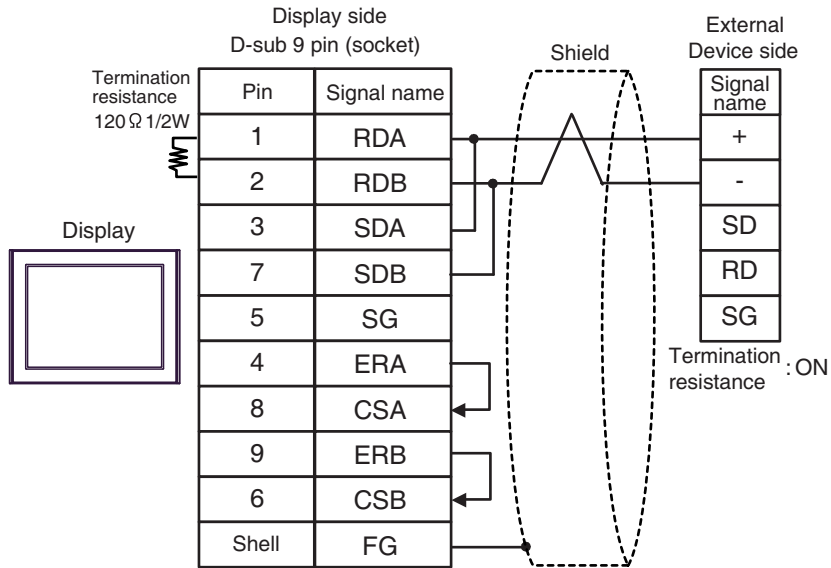 Display side
D-sub 9 pin (socket)
Shield
External
Device side
Termination
resistance
120 Ω 1/2W
Pin Signal name
1 RDA
2 RDB
3 SDA
7 SDB
5 SG
4 ERA
8 CSA
9 ERB
6 CSB
Shell FG
Display
Signal
name
+
-
SD
RD
SG
Termination
resistance : ON